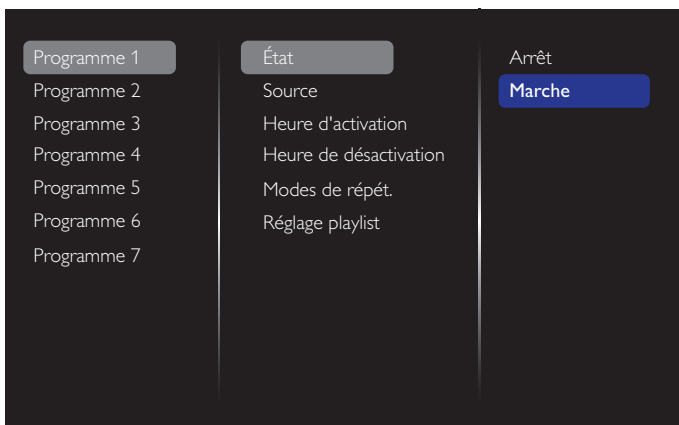 Programme 1
Programme 2
Programme 3
Programme 4
Programme 5
Programme 6
Programme 7
État
Source
Heure d'activation
Heure de désactivation
Modes de répét.
Réglage playlist
Arrêt
Marche